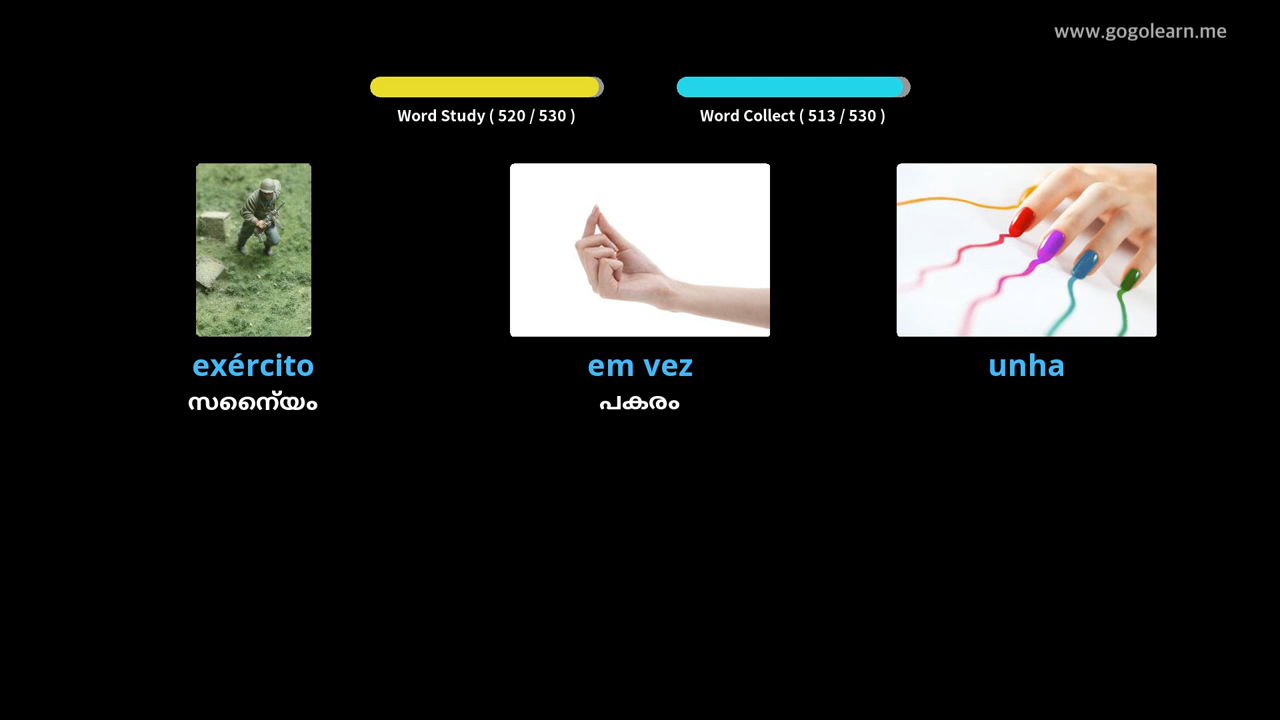 www.gogolearn.me
Word Study ( 520 / 530 )
Word Collect ( 513 / 530 )
exército
em vez
unha
സൈന്യം
പകരം